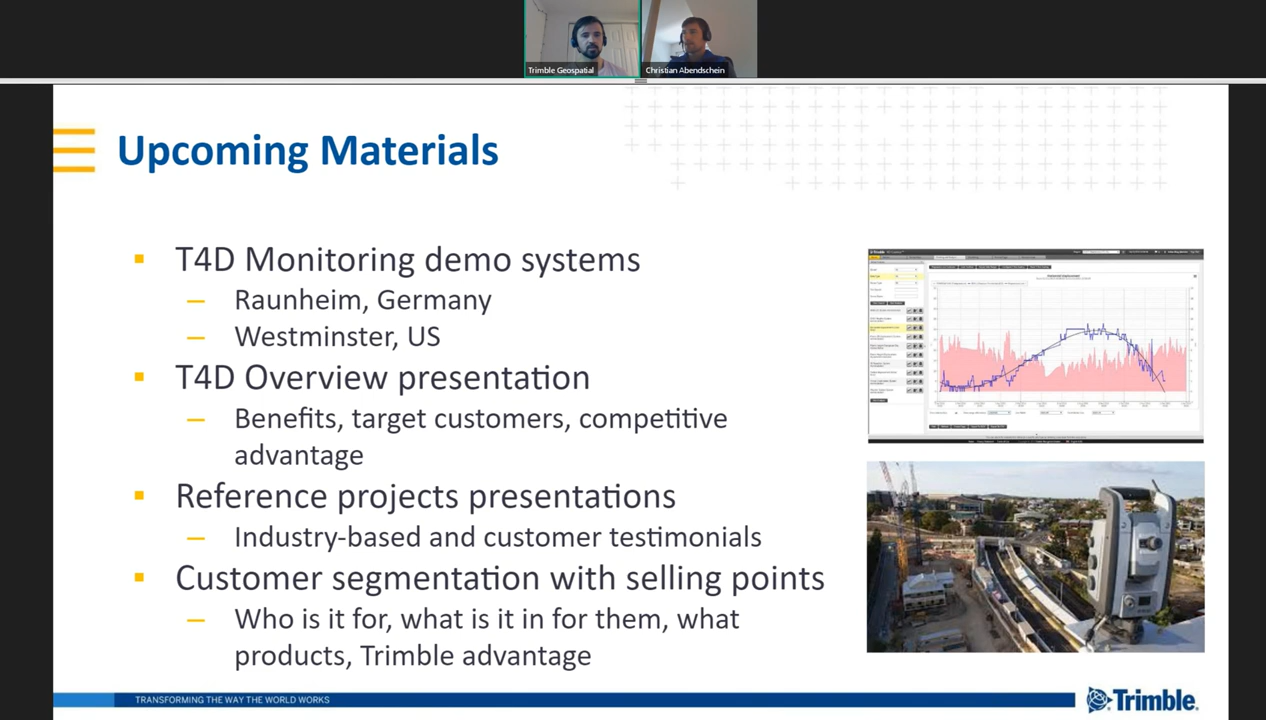 Trimble Geospatial
Christian Abendschein
Upcoming Materials
T4D Monitoring demo systems
Raunheim, Germany
Westminster, US
T4D Overview presentation
Benefits, target customers, competitive
advantage
Reference projects presentations
Industry-based and customer testimonials
Customer segmentation with selling points
Who is it for, what is it in for them, what
products, Trimble advantage
TRANSFORMING THE WAY THE WORLD WORKS
Trimble